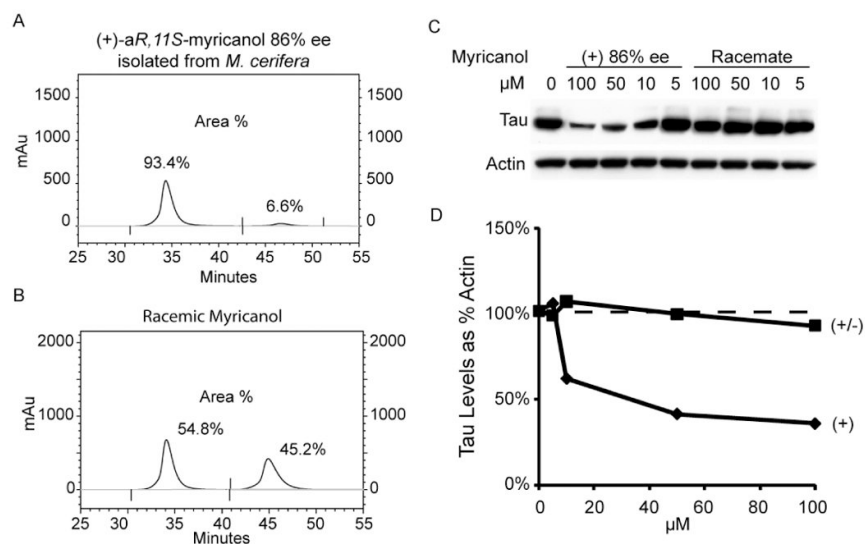 A
(+)-aR,11S-myricanol 86% ee
isolated from M. cerifera
1500
1000
500
0
mAu
Area %
93.4%
6.6%
1500
1000
500
0
25 30 35 40 45 50 55
Minutes
B
Racemic Myricanol
2000
1000
0
mAu
Area %
54.8%
45.2%
2000
1000
0
25 30 35 40 45 50 55
Minutes
C
Myricanol (+) 86% ee Racemate
µM 0 100 50 10 5 100 50 10 5
Tau
Actin
D
150%
100%
50%
0%
Tau Levels as % Actin
(+/-)
(+)
0 20 40 60 80 100
µM